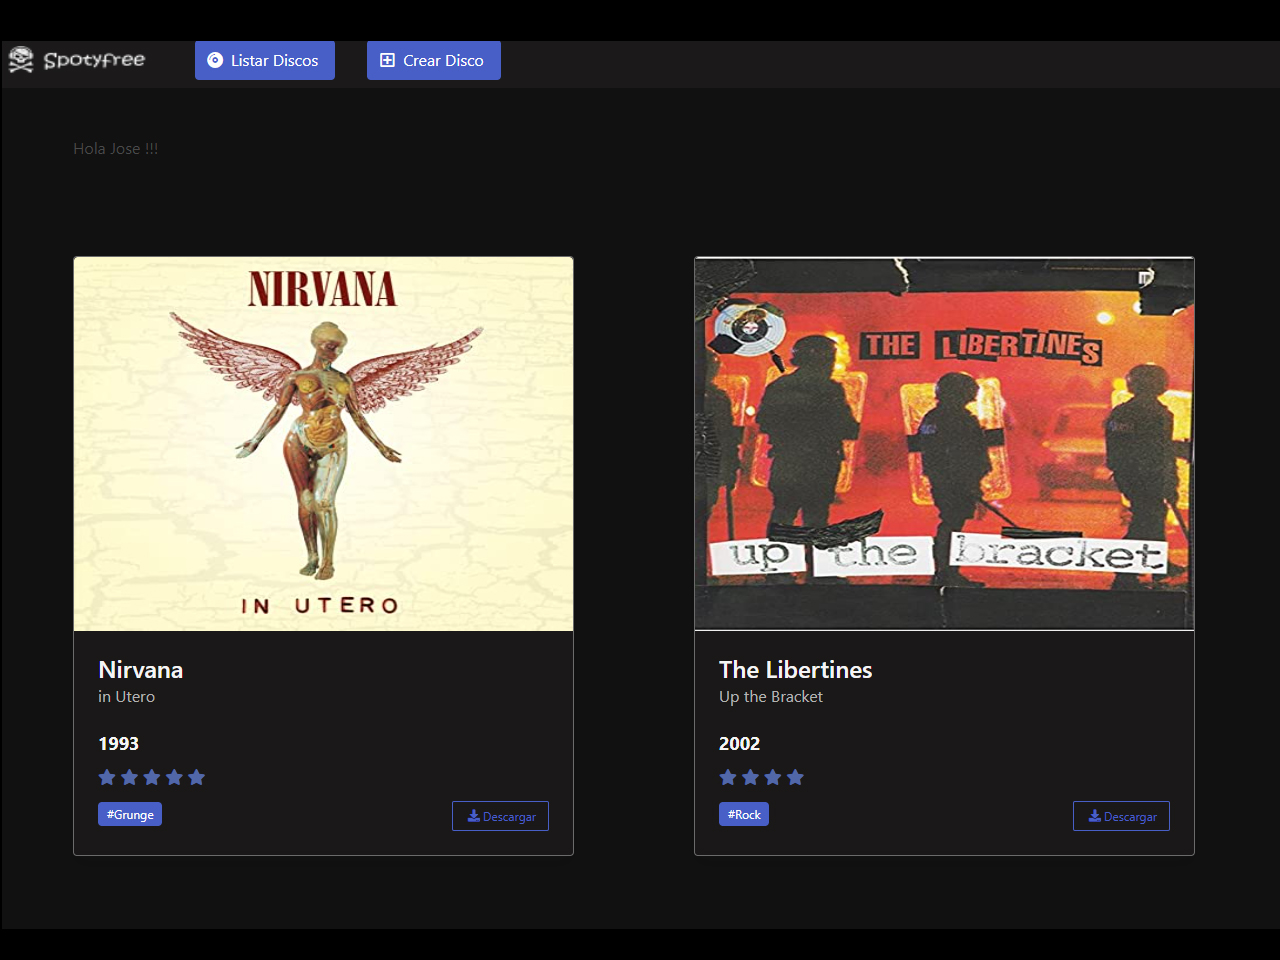 Spotyfree
Listar Discos
Crear Disco
Hola Jose !!!
NIRVANA
IN UTERO
Nirvana
in Utero
1993
#Grunge
Descargar
THE LIBERTINES
up the bracket
The Libertines
Up the Bracket
2002
#Rock
Descargar